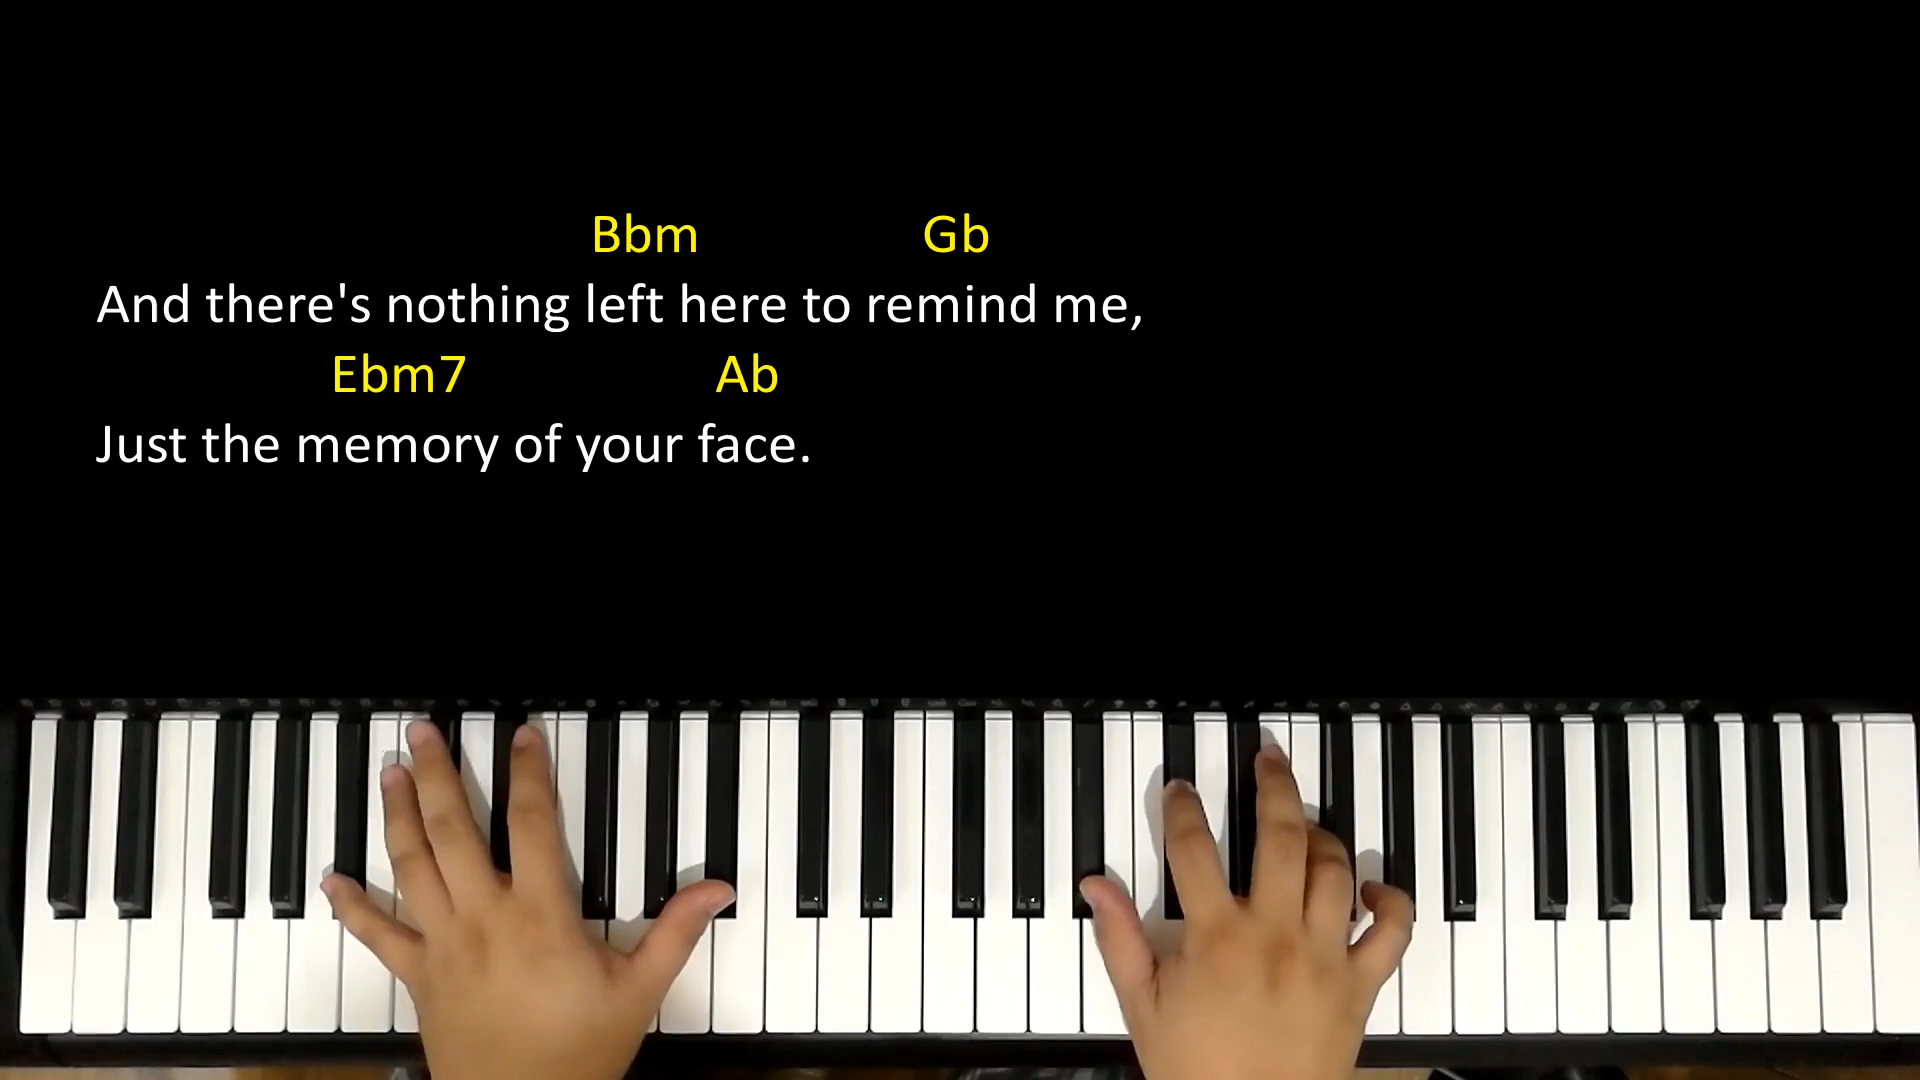 Bbm Gb
And there's nothing left here to remind me,
Ebm7 Ab
Just the memory of your face.